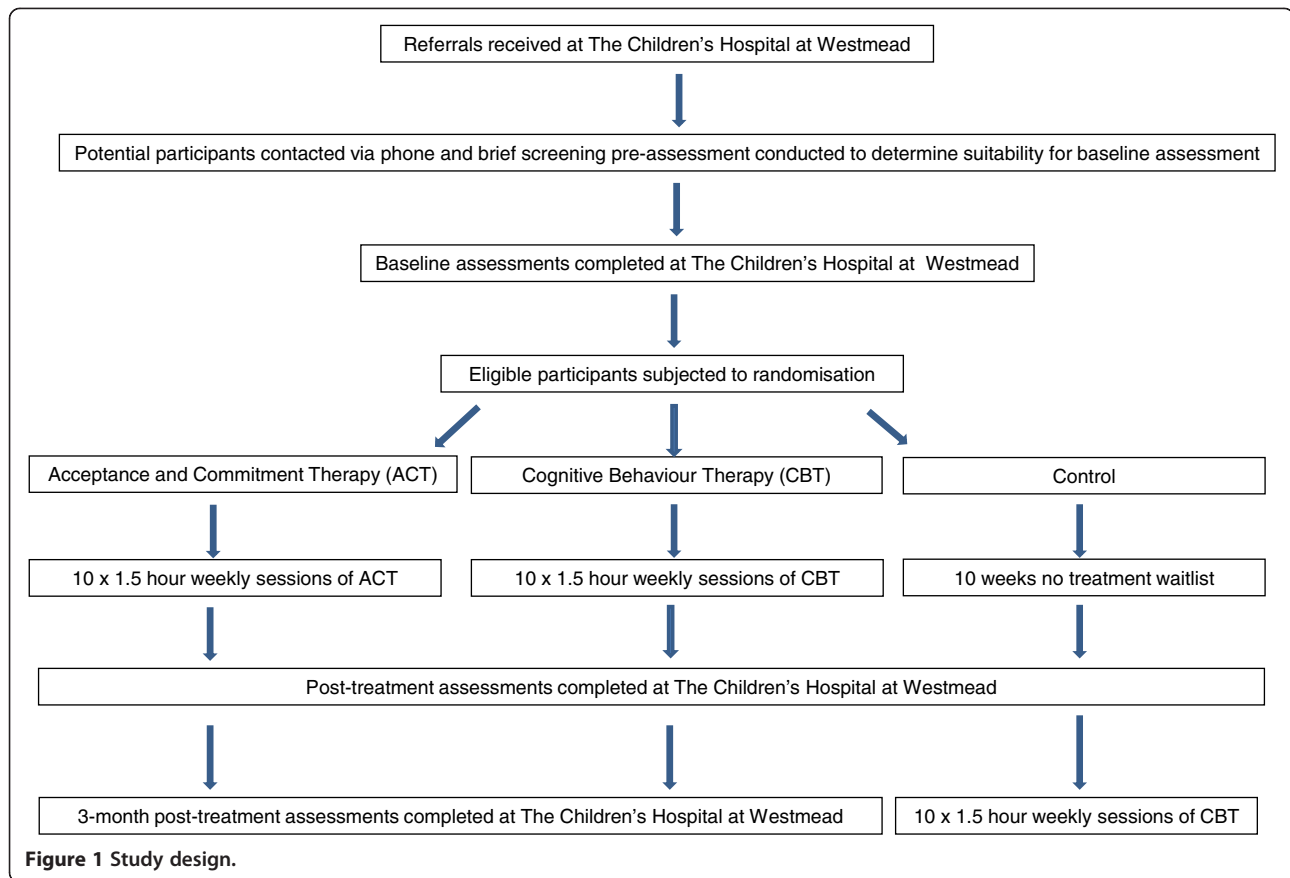 Referrals received at The Children's Hospital at Westmead
Potential participants contacted via phone and brief screening pre-assessment conducted to determine suitability for baseline assessment
Baseline assessments completed at The Children's Hospital at Westmead
Eligible participants subjected to randomisation
Acceptance and Commitment Therapy (ACT)
Cognitive Behaviour Therapy (CBT)
Control
10 x 1.5 hour weekly sessions of ACT
10 x 1.5 hour weekly sessions of CBT
10 weeks no treatment waitlist
Post-treatment assessments completed at The Children's Hospital at Westmead
3-month post-treatment assessments completed at The Children's Hospital at Westmead
10 x 1.5 hour weekly sessions of CBT
Figure 1 Study design.